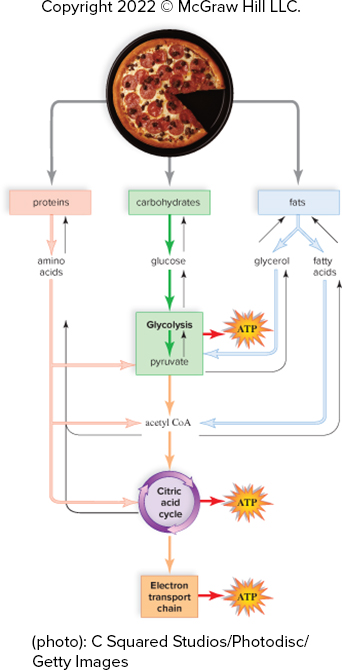 Copyright 2022 © McGraw Hill LLC.
proteins
carbohydrates
fats
amino
acids
glucose
glycerol
fatty
acids
Glycolysis
ATP
pyruvate
acetyl CoA
Citric
acid
cycle
ATP
Electron
transport
chain
ATP
(photo): C Squared Studios/Photodisc/
Getty Images